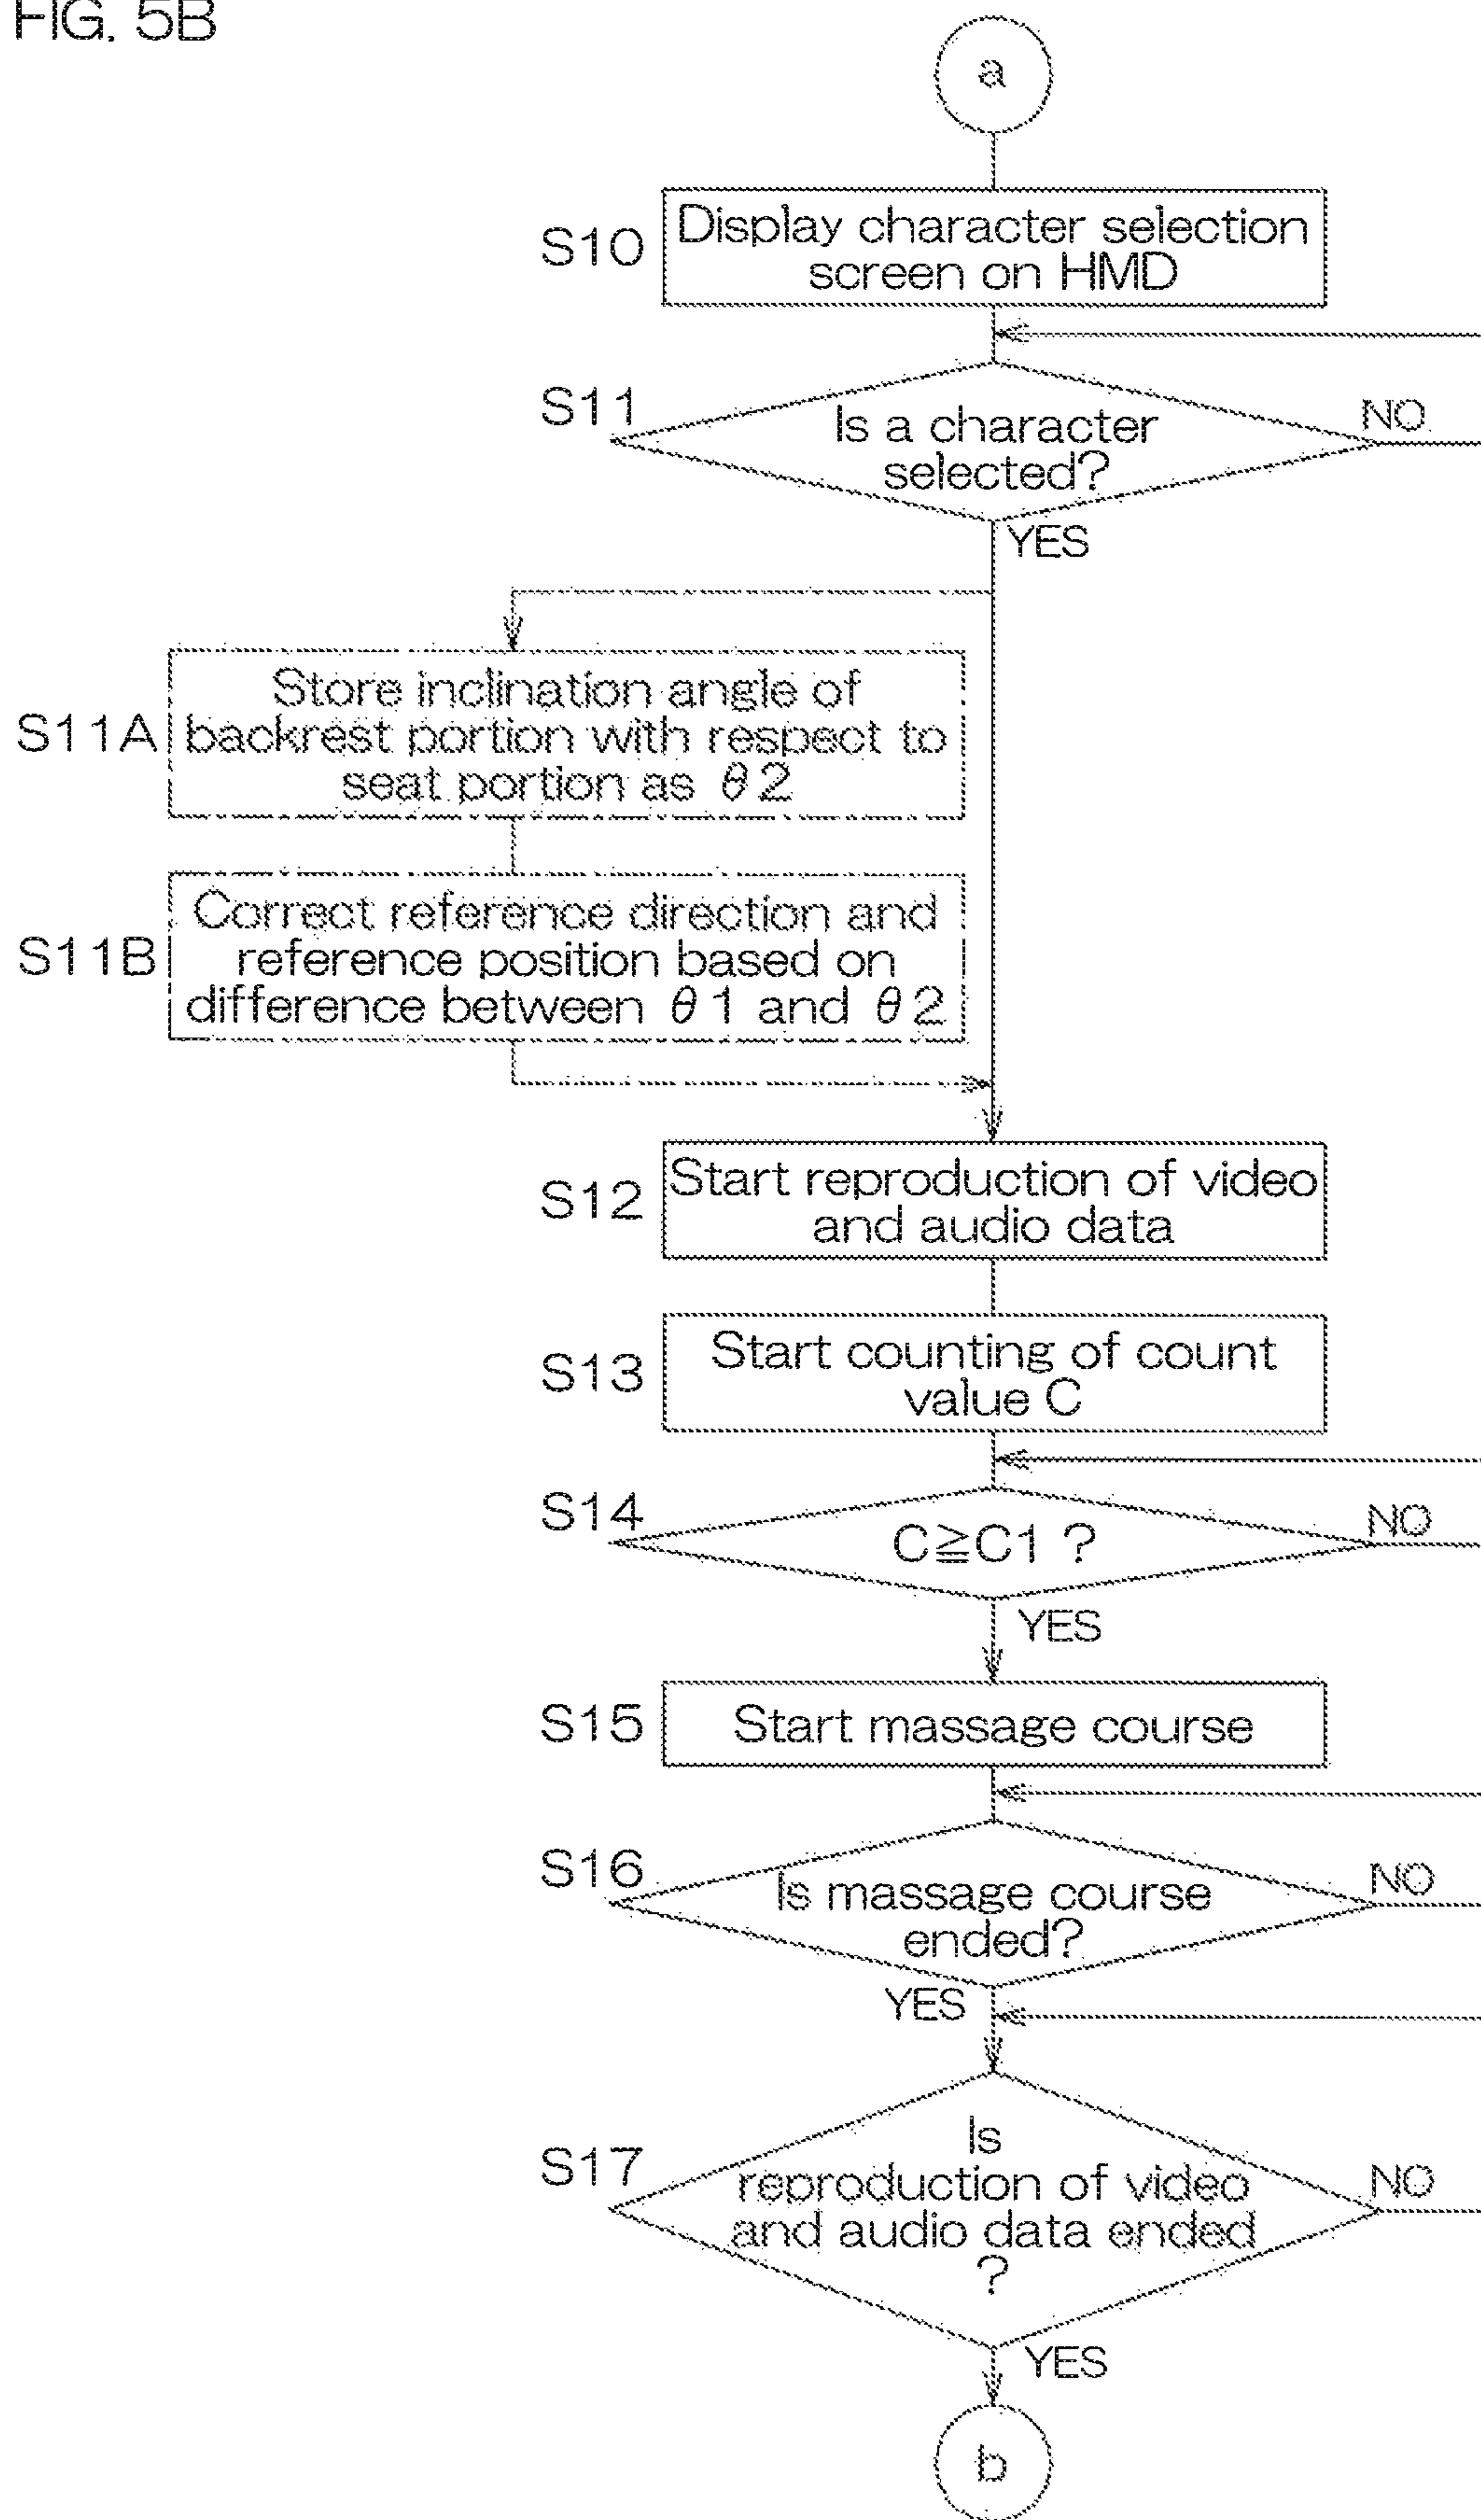 FIG. 5B
a
S10
Display character selection
screen on HMD
S11
Is a character
selected?
NO
YES
S11A
Store inclination angle of
backrest portion with respect to
seat portion as θ2
S11B
Correct reference direction and
reference position based on
difference between θ1 and θ2
S12
Start reproduction of video
and audio data
S13
Start counting of count
value C
S14
C≧C1 ?
NO
YES
S15
Start massage course
S16
Is massage course
ended?
NO
YES
S17
Is
reproduction of video
and audio data ended
?
NO
YES
b